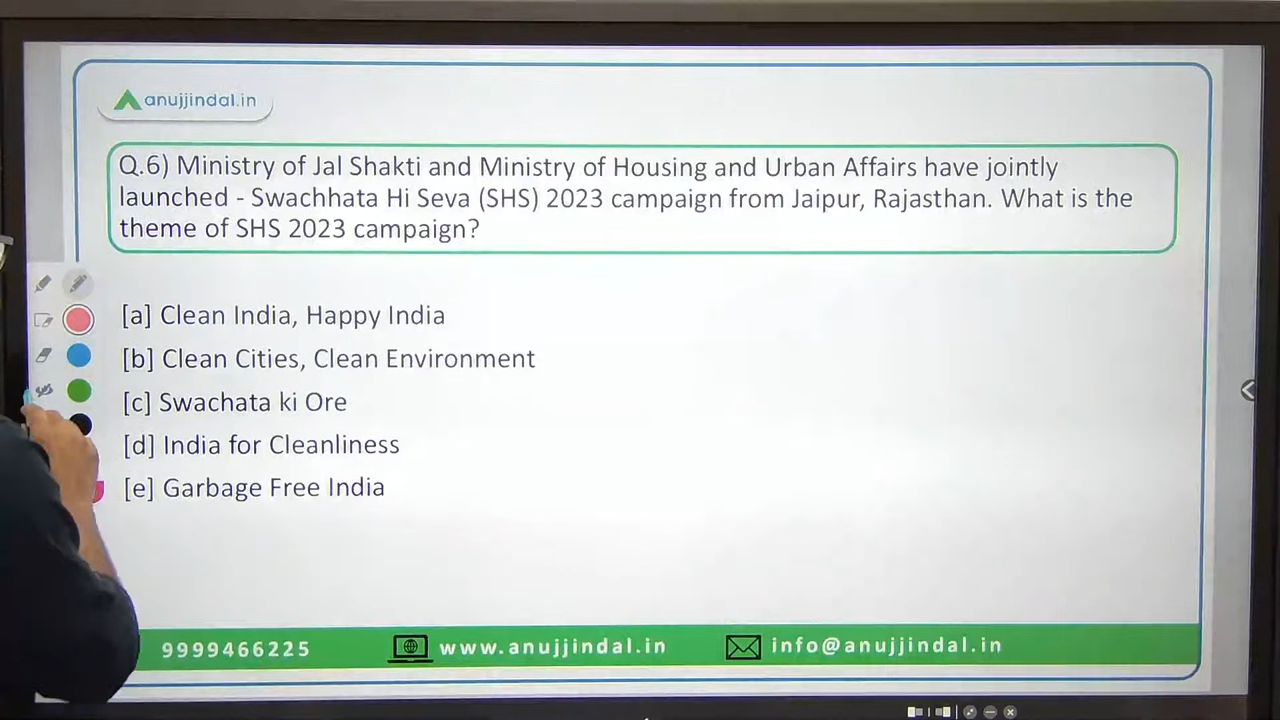 anujjindal.in
Q.6) Ministry of Jal Shakti and Ministry of Housing and Urban Affairs have jointly
launched - Swachhata Hi Seva (SHS) 2023 campaign from Jaipur, Rajasthan. What is the
theme of SHS 2023 campaign?
[a] Clean India, Happy India
[b] Clean Cities, Clean Environment
[c] Swachata ki Ore
[d] India for Cleanliness
[e] Garbage Free India
9999466225 www.anujjindal.in info@anujjindal.in